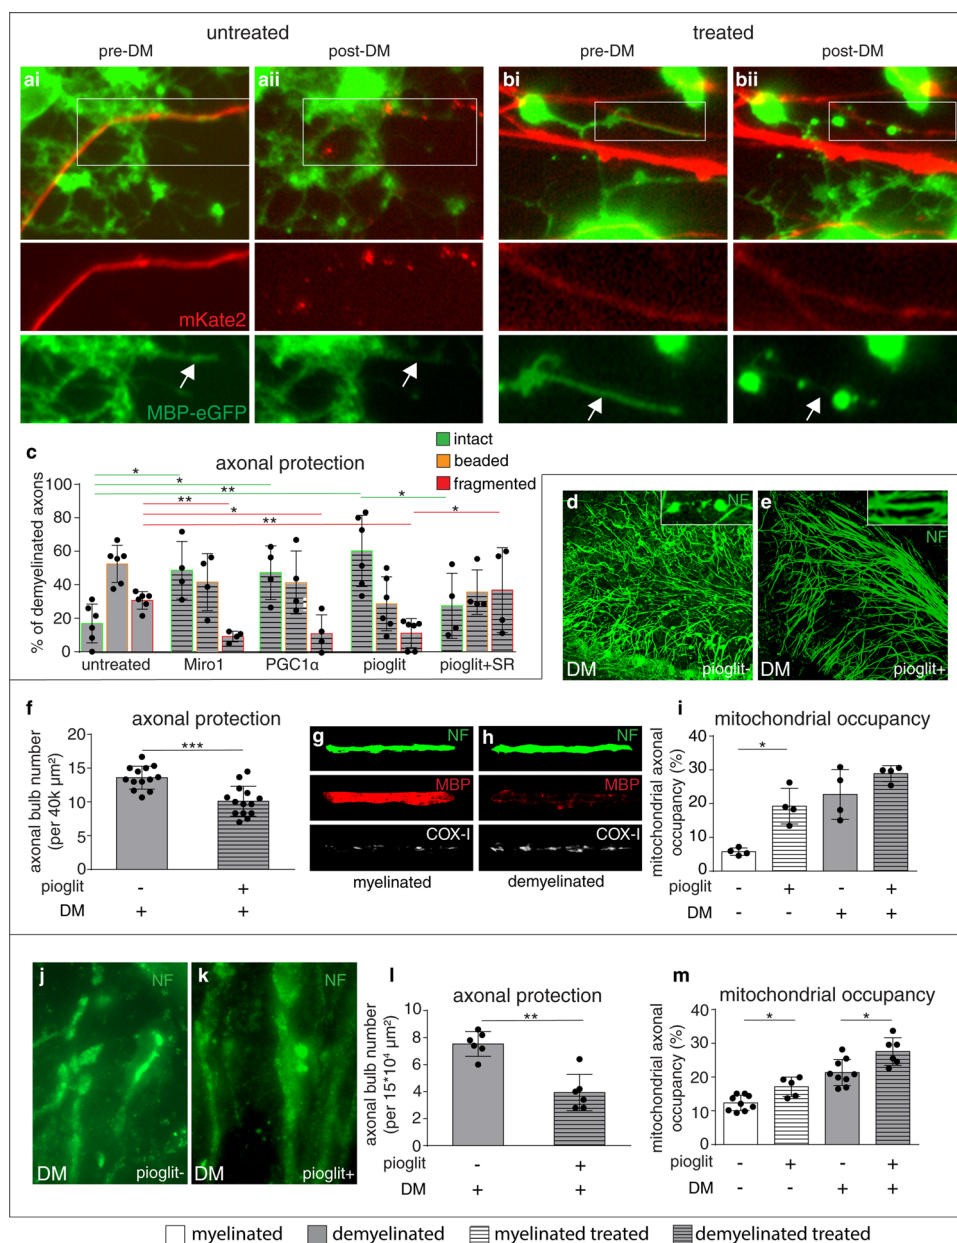 untreated
treated
pre-DM
post-DM
pre-DM
post-DM
ai
aii
bi
bii
mKate2
MBP-eGFP
intact
beaded
fragmented
c
axonal protection
% of demyelinated axons
100
80
60
40
20
0
*
*
**
**
*
**
*
*
untreated
Miro1
PGC1α
pioglit
pioglit+SR
d
NF
DM
pioglit-
e
NF
DM
pioglit+
f
axonal protection
axonal bulb number
(per 40k µm²)
20
15
10
5
0
***
pioglit - +
DM + +
g
NF
MBP
COX-I
myelinated
h
NF
MBP
COX-I
demyelinated
i
mitochondrial occupancy
mitochondrial axonal
occupancy (%)
40
30
20
10
0
*
pioglit - + - +
DM - - + +
j
NF
DM
pioglit-
k
NF
DM
pioglit+
l
axonal protection
axonal bulb number
(per 15*10⁴ µm²)
8
6
4
2
0
**
pioglit - +
DM + +
m
mitochondrial occupancy
mitochondrial axonal
occupancy (%)
40
30
20
10
0
*
*
pioglit - + - +
DM - - + +
myelinated
demyelinated
myelinated treated
demyelinated treated